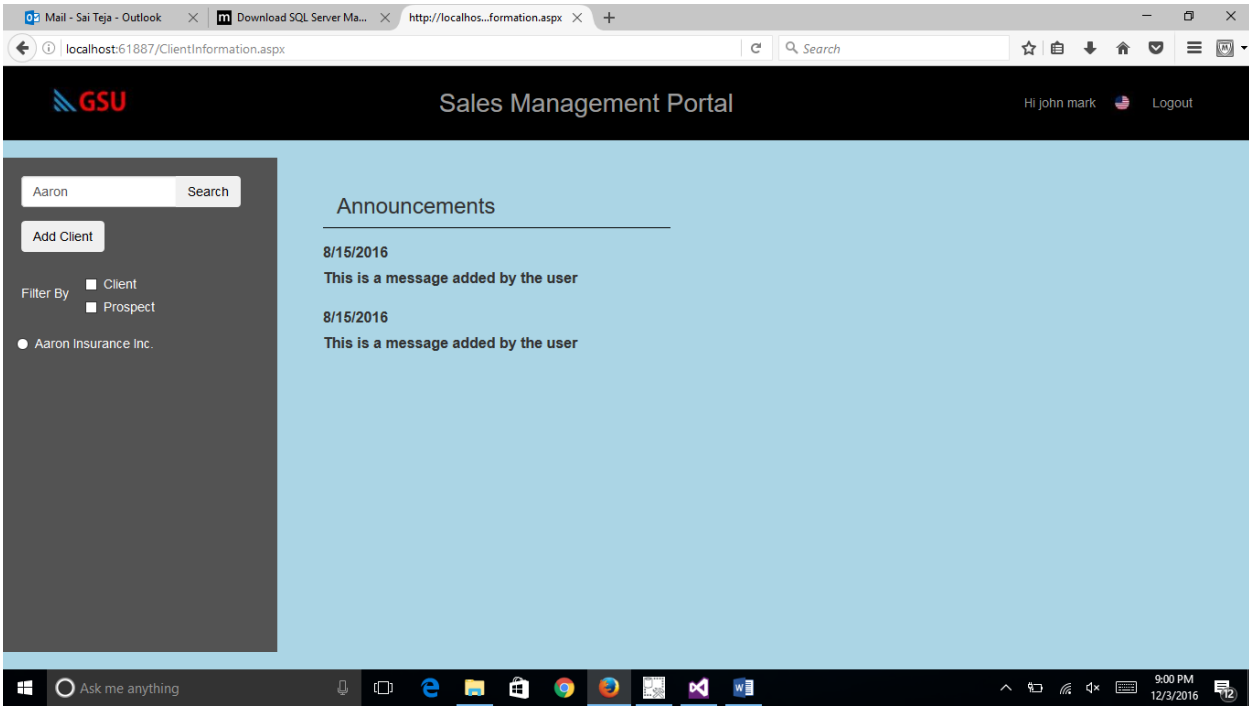 Mail - Sai Teja - Outlook
Download SQL Server Ma...
http://localhos...formation.aspx
localhost:61887/ClientInformation.aspx
Search
GSU
Sales Management Portal
Hi john mark
Logout
Aaron
Search
Add Client
Filter By
Client
Prospect
Aaron Insurance Inc.
Announcements
8/15/2016
This is a message added by the user
8/15/2016
This is a message added by the user
Ask me anything
9:00 PM
12/3/2016
12